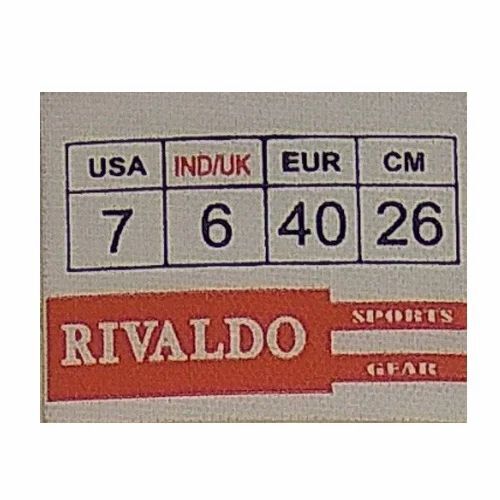 USA IND/UK EUR CM
7 6 40 26
RIVALDO
SPORTS
GEAR